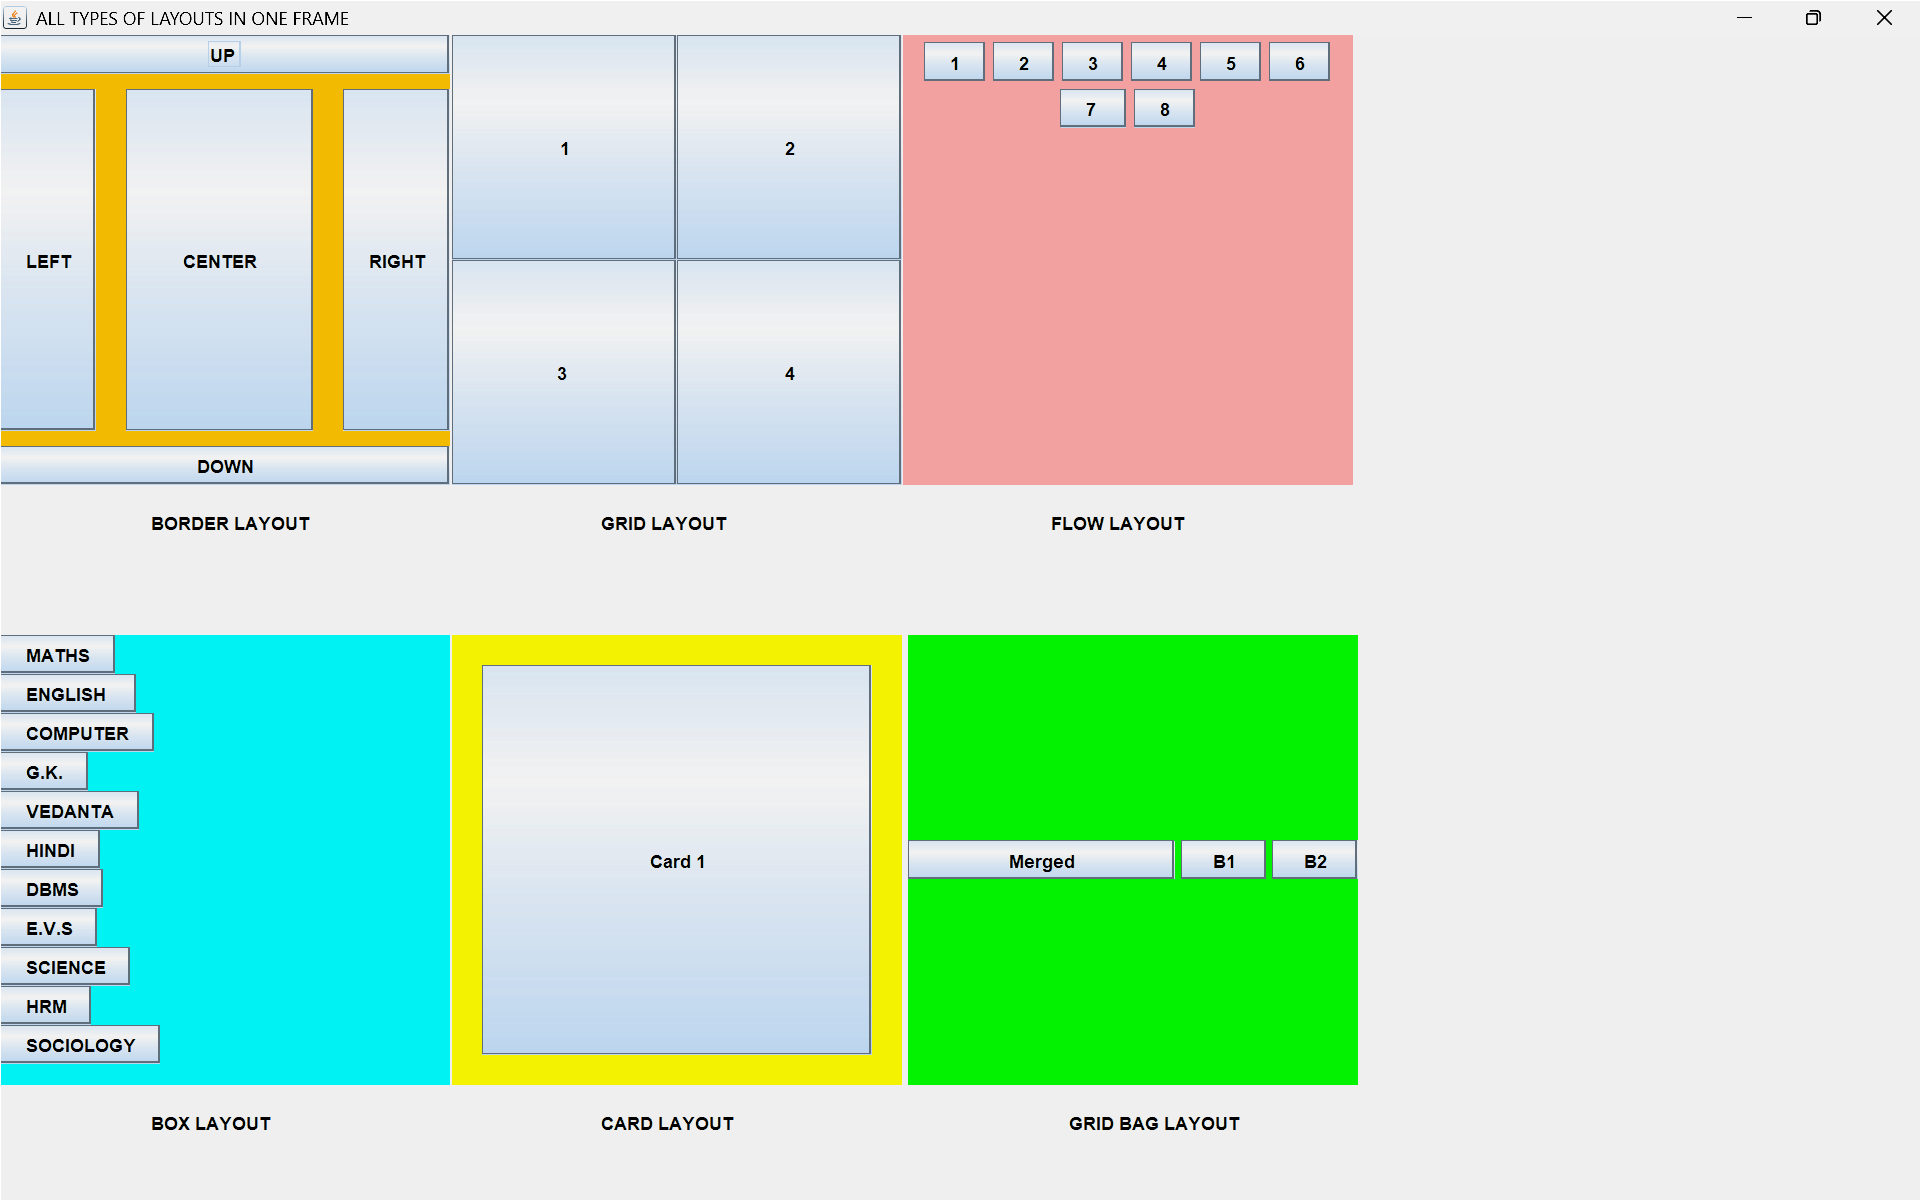 ALL TYPES OF LAYOUTS IN ONE FRAME
UP
LEFT
CENTER
RIGHT
DOWN
BORDER LAYOUT
1
2
3
4
GRID LAYOUT
1 2 3 4 5 6
7 8
FLOW LAYOUT
MATHS
ENGLISH
COMPUTER
G.K.
VEDANTA
HINDI
DBMS
E.V.S
SCIENCE
HRM
SOCIOLOGY
BOX LAYOUT
Card 1
CARD LAYOUT
Merged B1 B2
GRID BAG LAYOUT